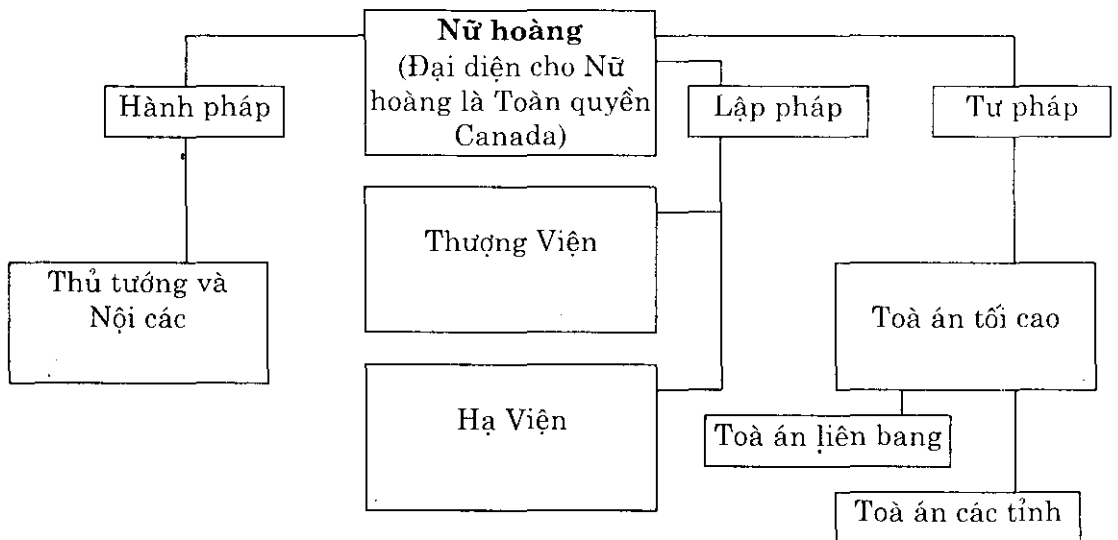 Nữ hoàng
(Đại diện cho Nữ
hoàng là Toàn quyền
Canada)
Hành pháp
Lập pháp
Tư pháp
Thượng Viện
Thủ tướng và
Nội các
Toà án tối cao
Hạ Viện
Toà án liên bang
Toà án các tỉnh